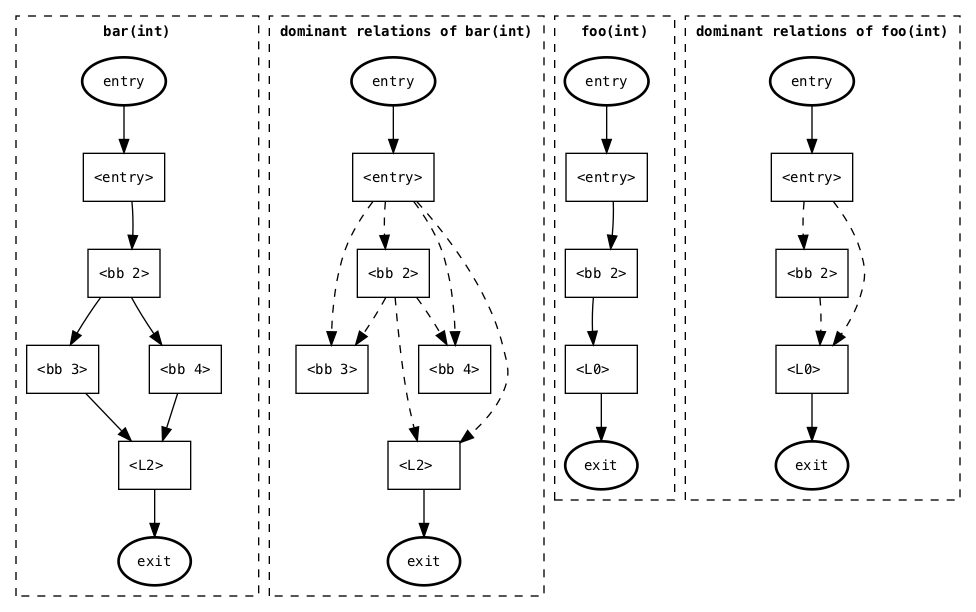 bar(int)
entry
<entry>
<bb 2>
<bb 3>
<bb 4>
<L2>
exit
dominant relations of bar(int)
entry
<entry>
<bb 2>
<bb 3>
<bb 4>
<L2>
exit
foo(int)
entry
<entry>
<bb 2>
<L0>
exit
dominant relations of foo(int)
entry
<entry>
<bb 2>
<L0>
exit